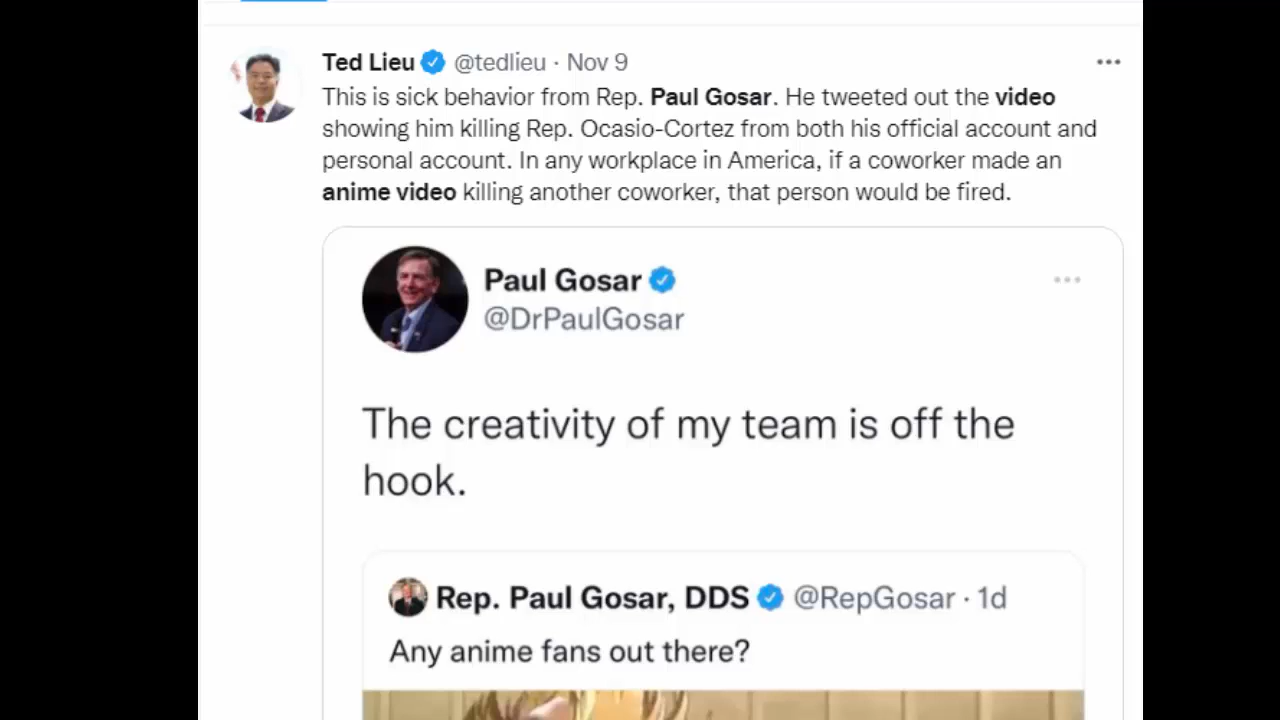 Ted Lieu @tedlieu · Nov 9
This is sick behavior from Rep. Paul Gosar. He tweeted out the video
showing him killing Rep. Ocasio-Cortez from both his official account and
personal account. In any workplace in America, if a coworker made an
anime video killing another coworker, that person would be fired.
Paul Gosar
@DrPaulGosar
The creativity of my team is off the
hook.
Rep. Paul Gosar, DDS @RepGosar · 1d
Any anime fans out there?